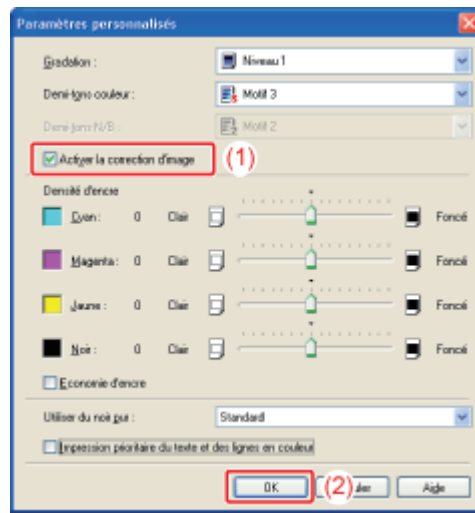 Paramètres personnalisés
Gradation : Niveau 1
Demi-tons couleur : Motif 3
Demi-tons N/B : Motif 2
Activer la correction d'image (1)
Densité d'encre
Cyan : 0 Clair Foncé
Magenta : 0 Clair Foncé
Jaune : 0 Clair Foncé
Noir : 0 Clair Foncé
Economie d'encre
Utiliser du noir pur : Standard
Impression prioritaire du texte et des lignes en couleur
OK (2) uler Aide